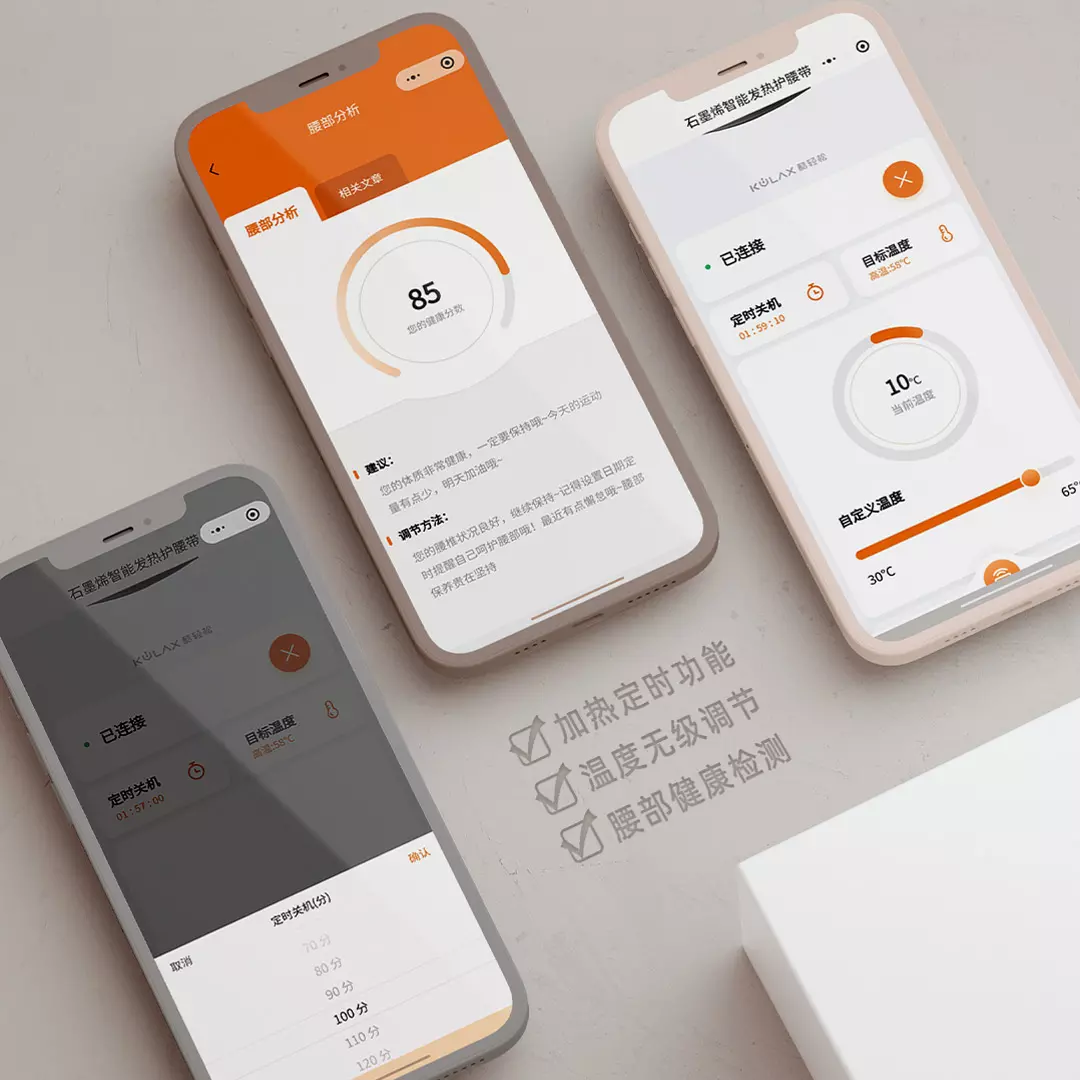 腰部分析
腰部分析
相关文章
85
您的健康分数
建议:
您的体质非常健康,一定要保持哦~今天的运动
量有点少,明天加油哦~
调节方法:
您的腰椎状况良好,继续保持~记得设置日期定
时提醒自己呵护腰部哦!最近有点懈怠哦~腰部
保养贵在坚持
石墨烯智能发热护腰带
KULAX 酷轻松
已连接
目标温度
高温:58℃
定时关机
01:59:10
10℃
当前温度
自定义温度
30℃
65°
石墨烯智能发热护腰带
KULAX 酷轻松
已连接
目标温度
高温:58℃
定时关机
01:57:00
确认
定时关机(分)
取消
70 分
80 分
90 分
100 分
110 分
120 分
加热定时功能
温度无级调节
腰部健康检测